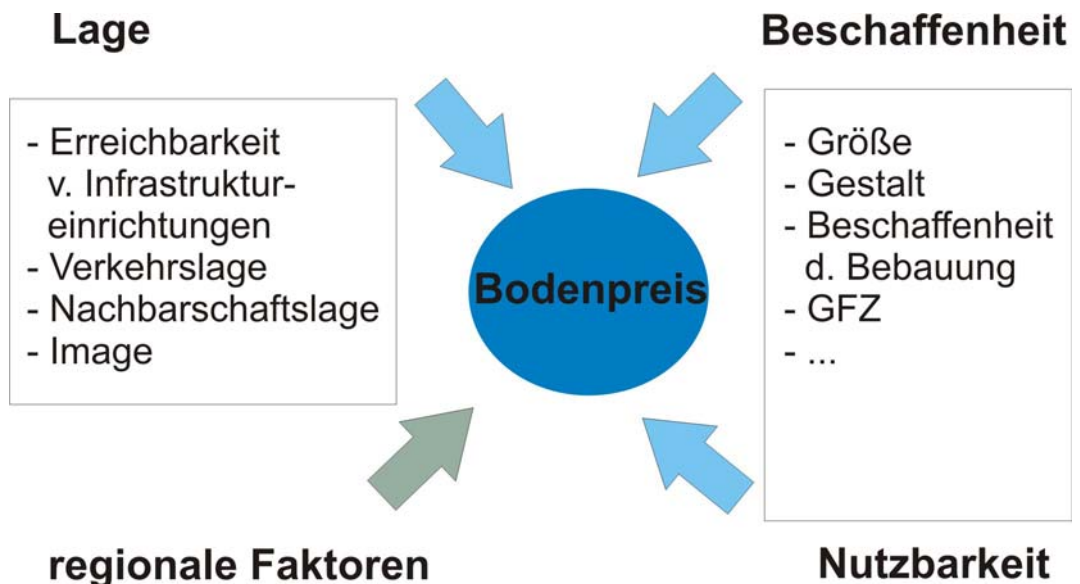 Lage
- Erreichbarkeit
v. Infrastruktur-
einrichtungen
- Verkehrslage
- Nachbarschaftslage
- Image
Beschaffenheit
- Größe
- Gestalt
- Beschaffenheit
d. Bebauung
- GFZ
- ...
Bodenpreis
regionale Faktoren
Nutzbarkeit